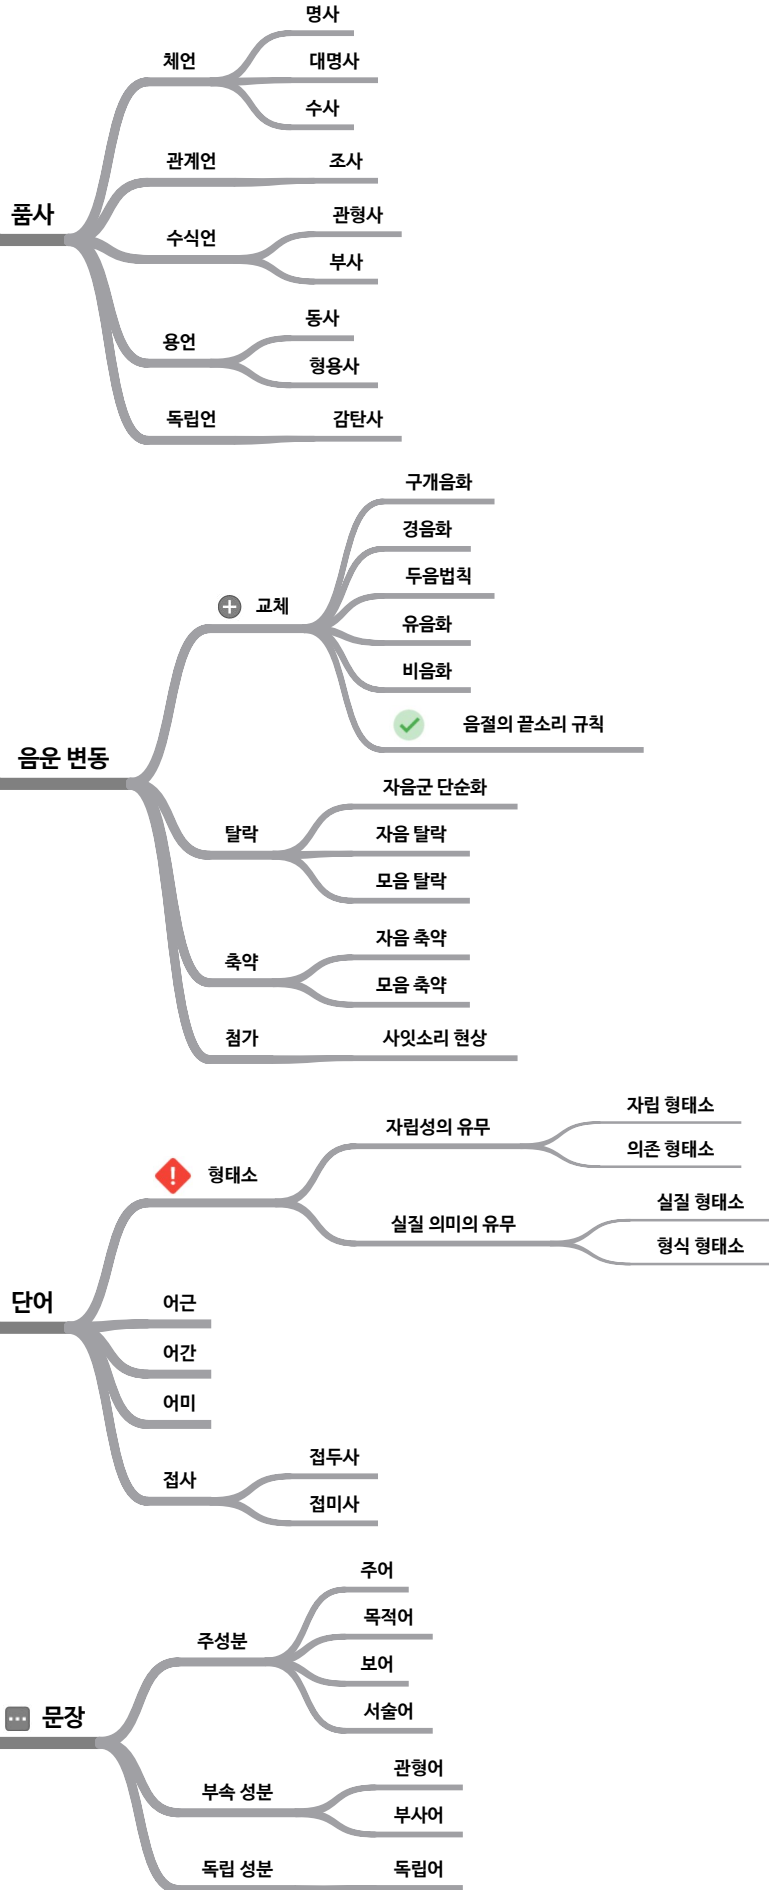 품사
체언
명사
대명사
수사
관계언
조사
수식언
관형사
부사
용언
동사
형용사
독립언
감탄사
음운 변동
교체
구개음화
경음화
두음법칙
유음화
비음화
음절의 끝소리 규칙
탈락
자음군 단순화
자음 탈락
모음 탈락
축약
자음 축약
모음 축약
첨가
사잇소리 현상
단어
형태소
자립성의 유무
자립 형태소
의존 형태소
실질 의미의 유무
실질 형태소
형식 형태소
어근
어간
어미
접사
접두사
접미사
문장
주성분
주어
목적어
보어
서술어
부속 성분
관형어
부사어
독립 성분
독립어